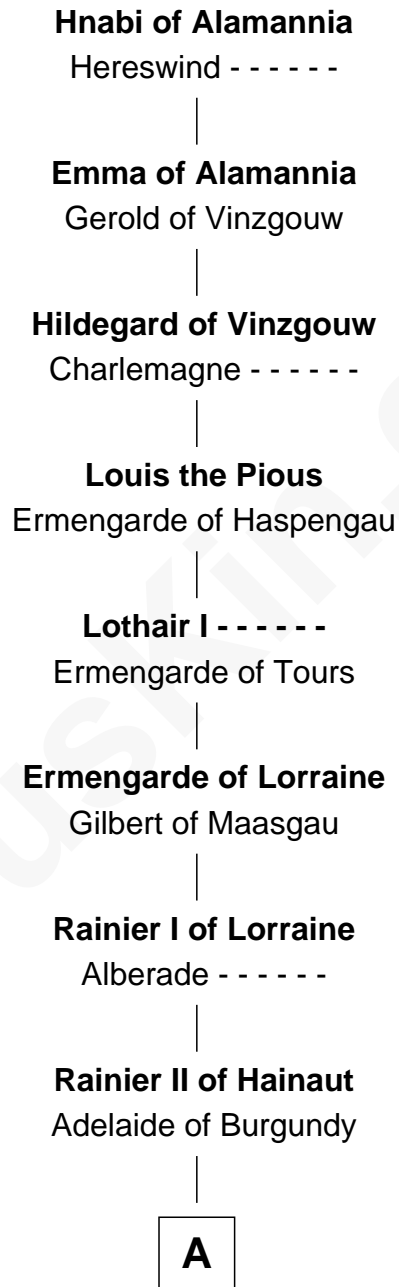 Hnabi of Alamannia
Hereswind - - - - - -
Emma of Alamannia
Gerold of Vinzgouw
Hildegard of Vinzgouw
Charlemagne - - - - - -
Louis the Pious
Ermengarde of Haspengau
Lothair I - - - - - -
Ermengarde of Tours
Ermengarde of Lorraine
Gilbert of Maasgau
Rainier I of Lorraine
Alberade - - - - - -
Rainier II of Hainaut
Adelaide of Burgundy
A